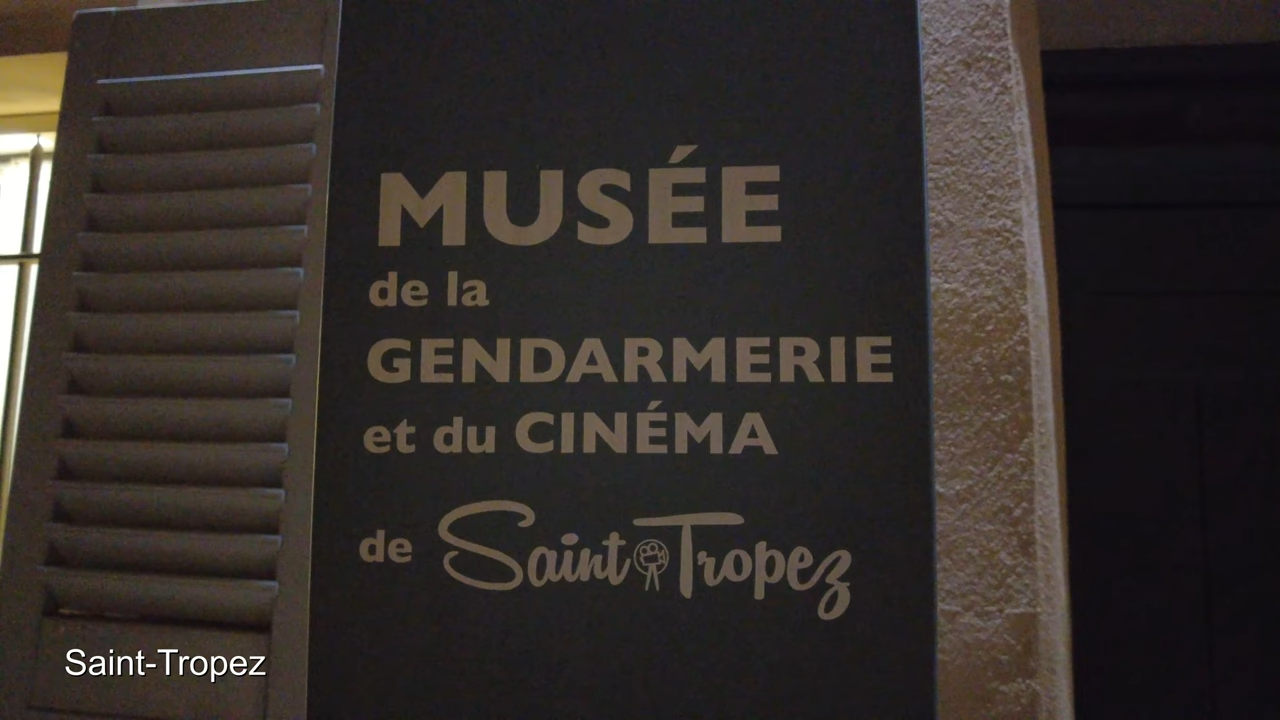 MUSÉE
de la
GENDARMERIE
et du CINÉMA
de Saint Tropez
Saint-Tropez